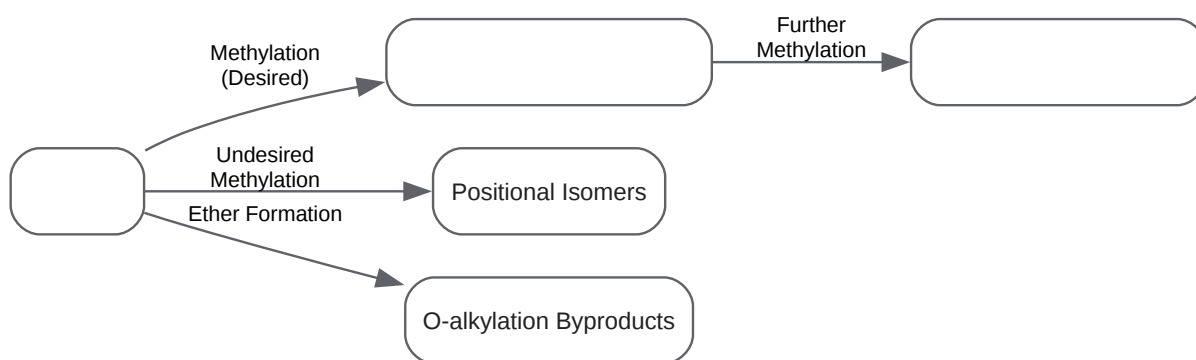 Methylation
(Desired)
Further
Methylation
Undesired
Methylation
Positional Isomers
Ether Formation
O-alkylation Byproducts